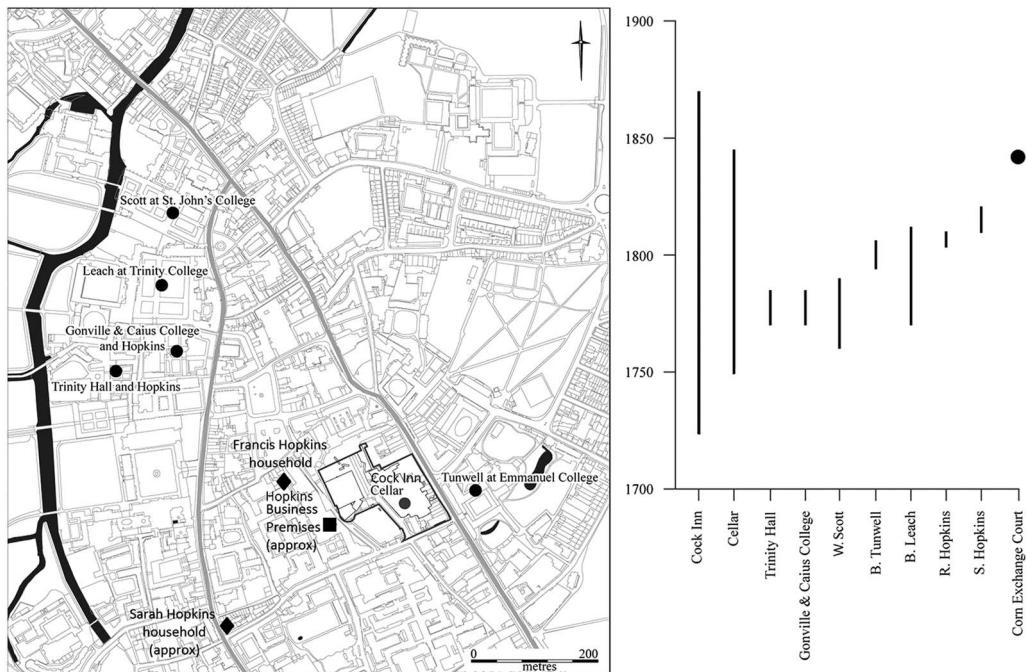 Scott at St. John's College
Leach at Trinity College
Gonville & Caius College
and Hopkins
Trinity Hall and Hopkins
Francis Hopkins
household
Hopkins
Business
Premises
(approx)
Cock Inn
Cellar
Tunwell at Emmanuel College
Sarah Hopkins
household
(approx)
0 200
metres
1900
1850
1800
1750
1700
Cock Inn
Cellar
Trinity Hall
Gonville & Caius College
W. Scott
B. Tunwell
B. Leach
R. Hopkins
S. Hopkins
Corn Exchange Court